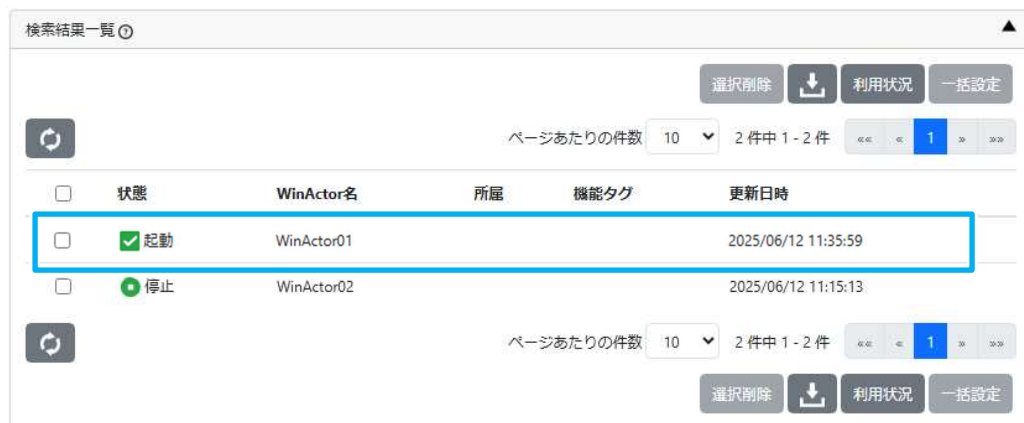 検索結果一覧 ?
選択削除 利用状況 一括設定
ページあたりの件数 10 2 件中 1 - 2 件 «« « 1 » »»
状態 WinActor名 所属 機能タグ 更新日時
起動 WinActor01 2025/06/12 11:35:59
停止 WinActor02 2025/06/12 11:15:13
ページあたりの件数 10 2 件中 1 - 2 件 «« « 1 » »»
選択削除 利用状況 一括設定